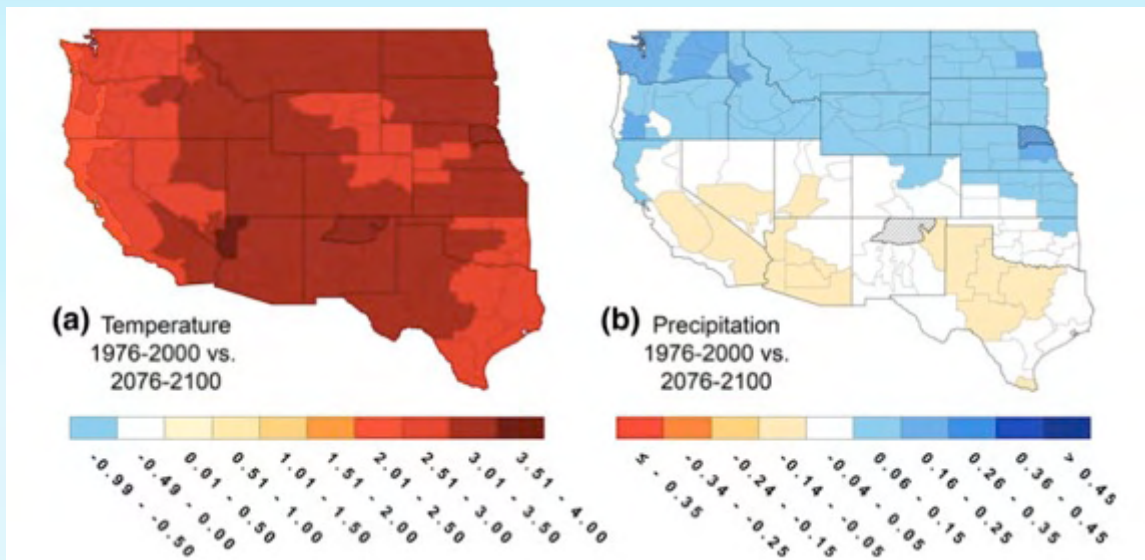 (a) Temperature
1976-2000 vs.
2076-2100
(b) Precipitation
1976-2000 vs.
2076-2100
-0.99 - -0.50
-0.49 - 0.00
0.01 - 0.50
0.51 - 1.00
1.01 - 1.50
1.51 - 2.00
2.01 - 2.50
2.51 - 3.00
3.01 - 3.50
3.51 - 4.00
≤ -0.35
-0.34 - -0.25
-0.24 - -0.15
-0.14 - -0.05
-0.04 - 0.05
0.06 - 0.15
0.16 - 0.25
0.26 - 0.35
0.36 - 0.45
> 0.45